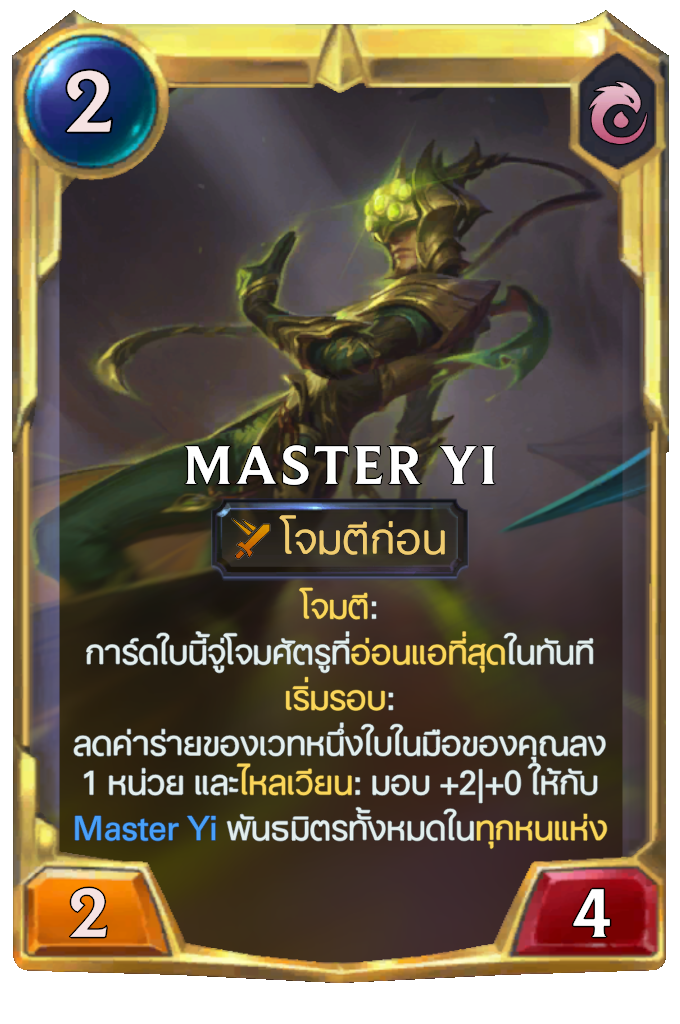 2
MASTER YI
โจมตีก่อน
โจมตี:
การ์ดใบนี้จู่โจมศัตรูที่อ่อนแอที่สุดในทันที
เริ่มรอบ:
ลดค่าร่ายของเวทหนึ่งใบในมือของคุณลง
1 หน่วย และไหลเวียน: มอบ +2|+0 ให้กับ
Master Yi พันธมิตรทั้งหมดในทุกหนแห่ง
2
4